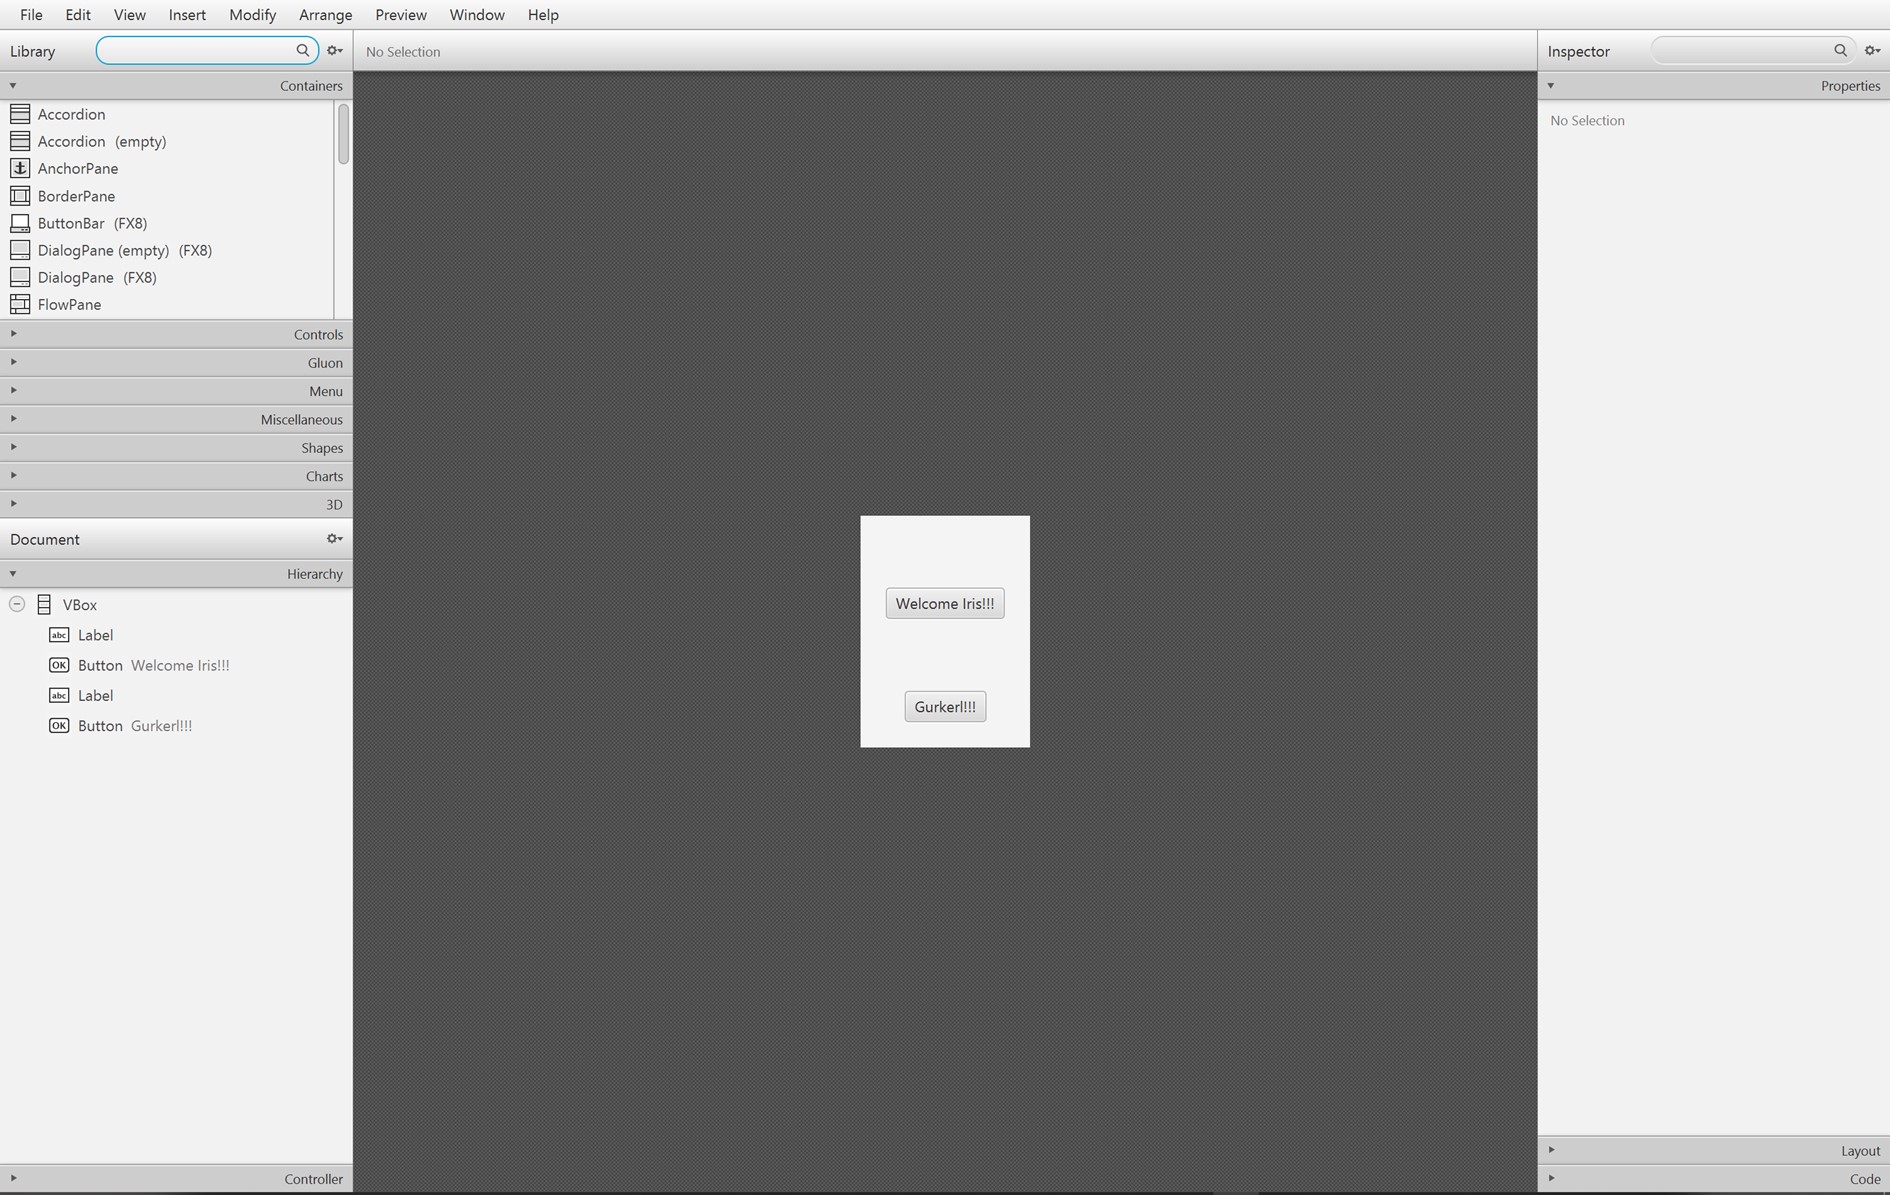 File Edit View Insert Modify Arrange Preview Window Help
Library
No Selection
Inspector
Containers
Accordion
Accordion (empty)
AnchorPane
BorderPane
ButtonBar (FX8)
DialogPane (empty) (FX8)
DialogPane (FX8)
FlowPane
Controls
Gluon
Menu
Miscellaneous
Shapes
Charts
3D
Document
Hierarchy
VBox
abc Label
OK Button Welcome Iris!!!
abc Label
OK Button Gurkerl!!!
Controller
Welcome Iris!!!
Gurkerl!!!
Properties
No Selection
Layout
Code